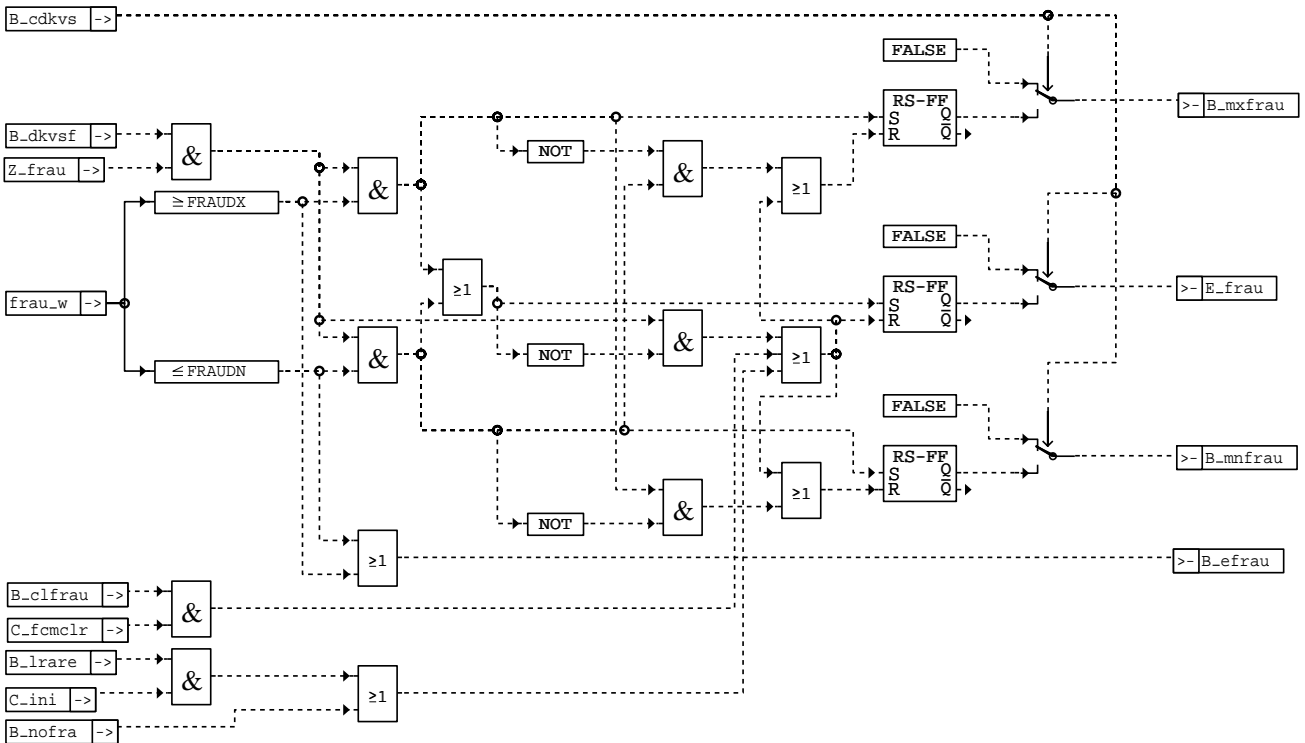 B_cdkvs ->
FALSE
RS-FF
S Q
R Q̅
>- B_mxfrau
B_dkvsf ->
&
Z_frau ->
NOT
&
≥1
&
≥FRAUDX
FALSE
>- E_frau
frau_w ->
≥1
RS-FF
S Q
R Q̅
&
≥1
&
NOT
≤FRAUDN
FALSE
RS-FF
S Q
R Q̅
>- B_mnfrau
&
≥1
NOT
≥1
>- B_efrau
B_clfrau ->
&
C_fcmclr ->
B_lrare ->
&
≥1
C_ini ->
B_nofra ->